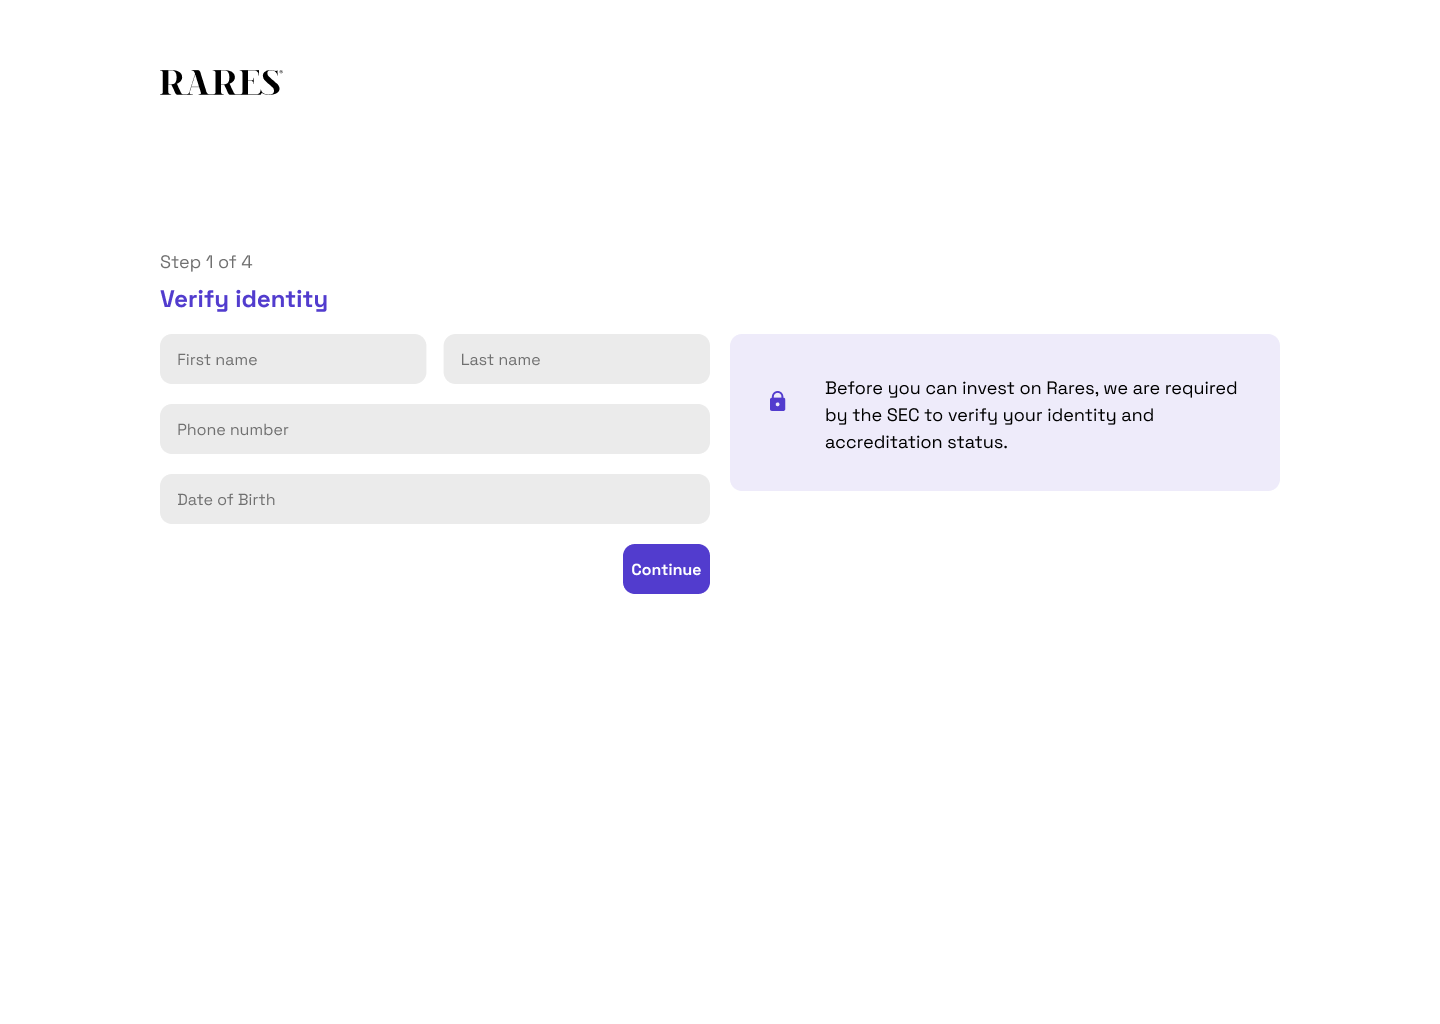 RARES®
Step 1 of 4
Verify identity
First name
Last name
Phone number
Date of Birth
Continue
Before you can invest on Rares, we are required
by the SEC to verify your identity and
accreditation status.